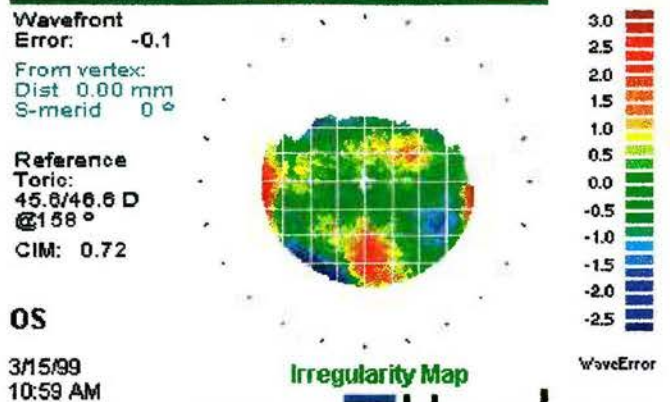 Wavefront
Error: -0.1
From vertex:
Dist 0.00 mm
S-merid 0 °
Reference
Toric:
45.6/46.6 D
@158 °
CIM: 0.72
OS
3/15/99
10:59 AM
Irregularity Map
3.0
2.5
2.0
1.5
1.0
0.5
0.0
-0.5
-1.0
-1.5
-2.0
-2.5
WaveError